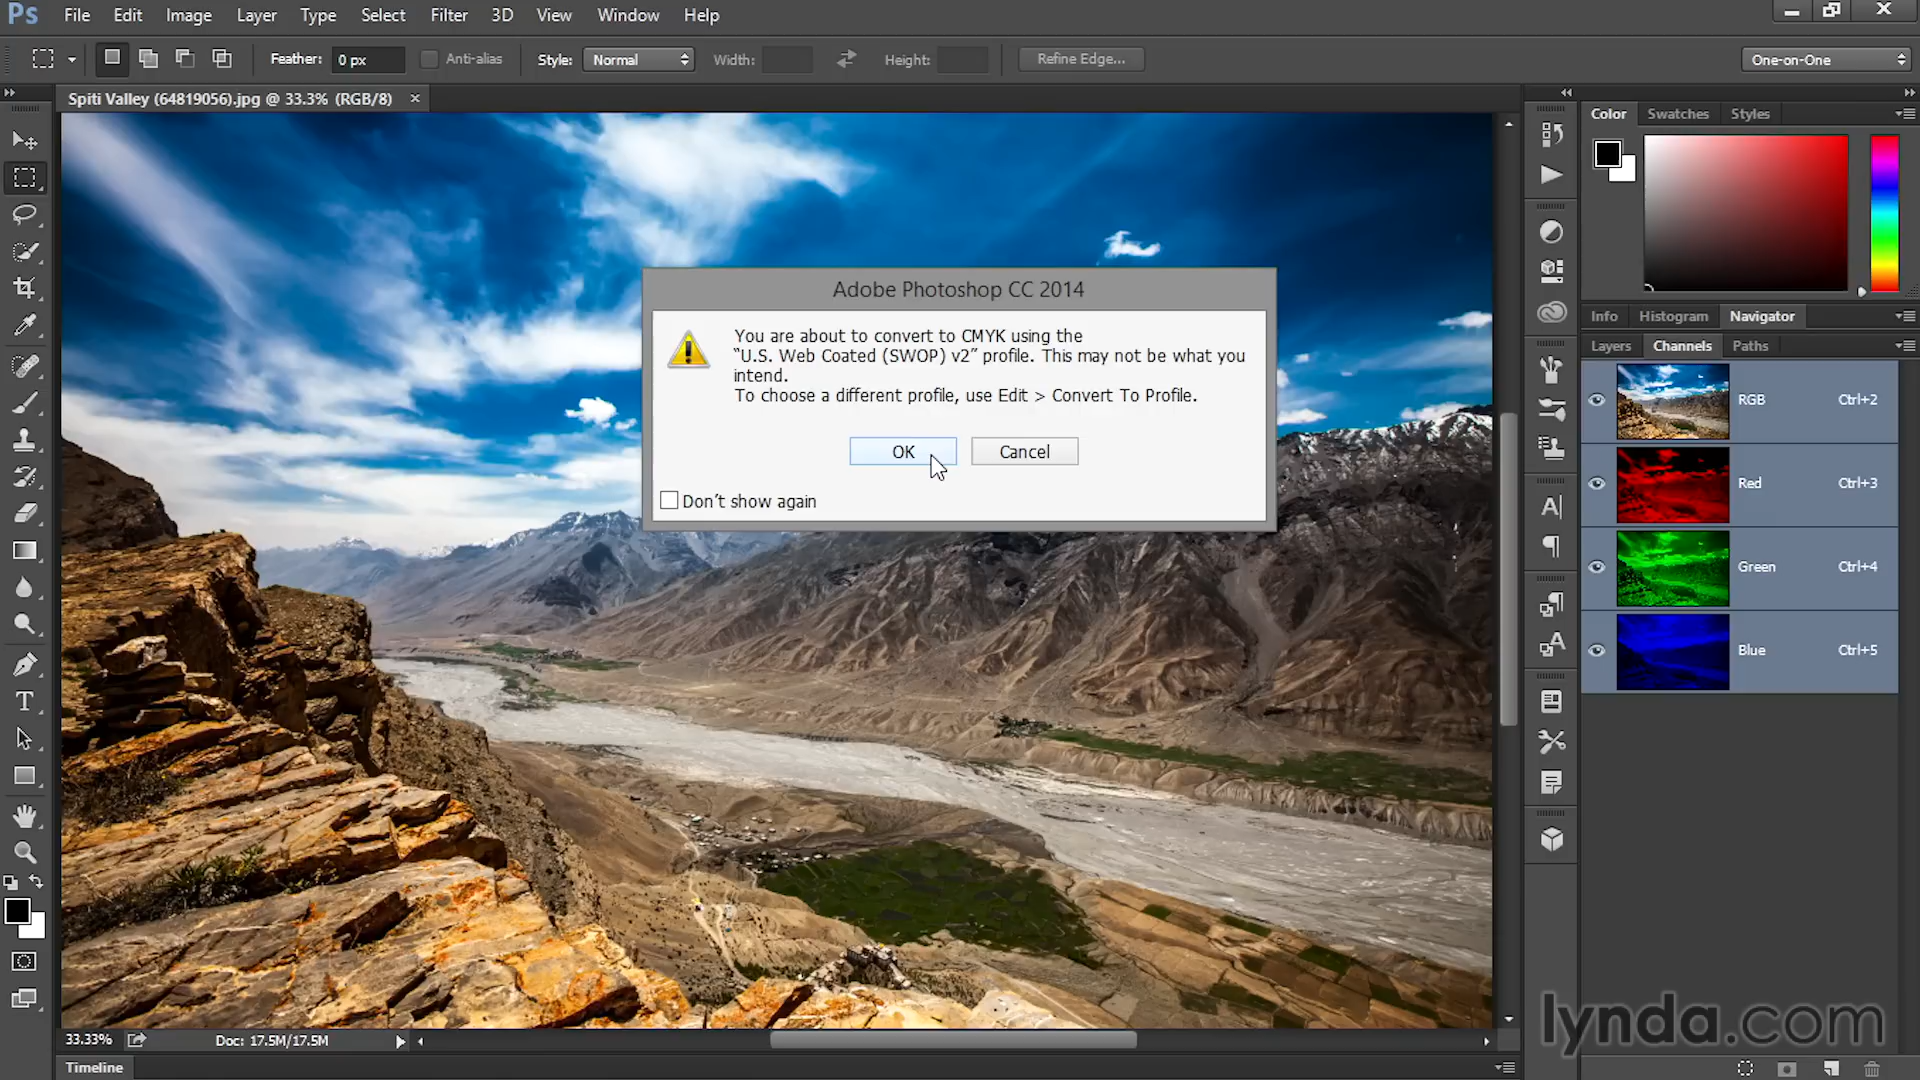 Ps File Edit Image Layer Type Select Filter 3D View Window Help
Feather: 0 px Anti-alias Style: Normal Width: Height: Refine Edge... One-on-One
Spiti Valley (64819056).jpg @ 33.3% (RGB/8) ×
Color Swatches Styles
Adobe Photoshop CC 2014
You are about to convert to CMYK using the
“U.S. Web Coated (SWOP) v2” profile. This may not be what you
intend.
To choose a different profile, use Edit > Convert To Profile.
OK Cancel
Don't show again
Info Histogram Navigator
Layers Channels Paths
RGB Ctrl+2
Red Ctrl+3
Green Ctrl+4
Blue Ctrl+5
lynda.com
33.33% Doc: 17.5M/17.5M
Timeline